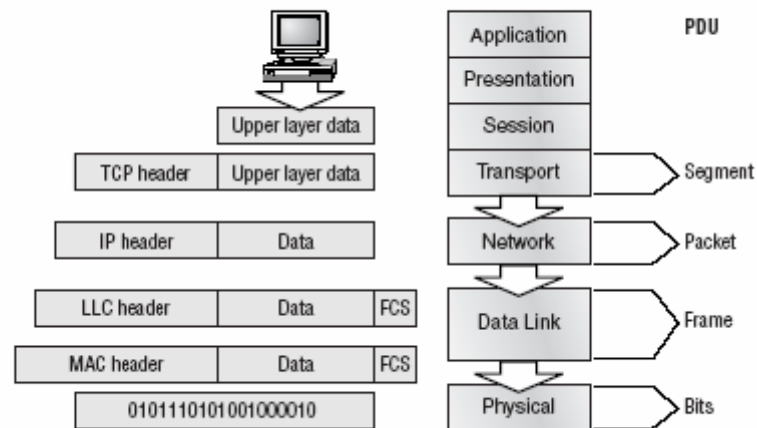 Application PDU
Presentation
Upper layer data Session
TCP header Upper layer data Transport Segment
IP header Data Network Packet
LLC header Data FCS Data Link Frame
MAC header Data FCS
0101110101001000010 Physical Bits